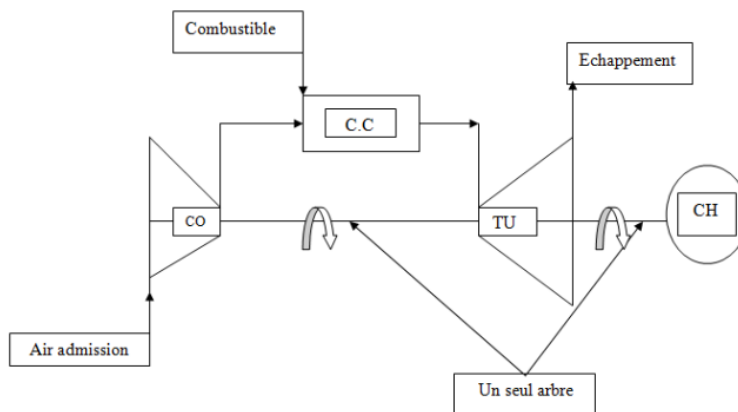 Combustible
Echappement
C.C
CO
TU
CH
Air admission
Un seul arbre